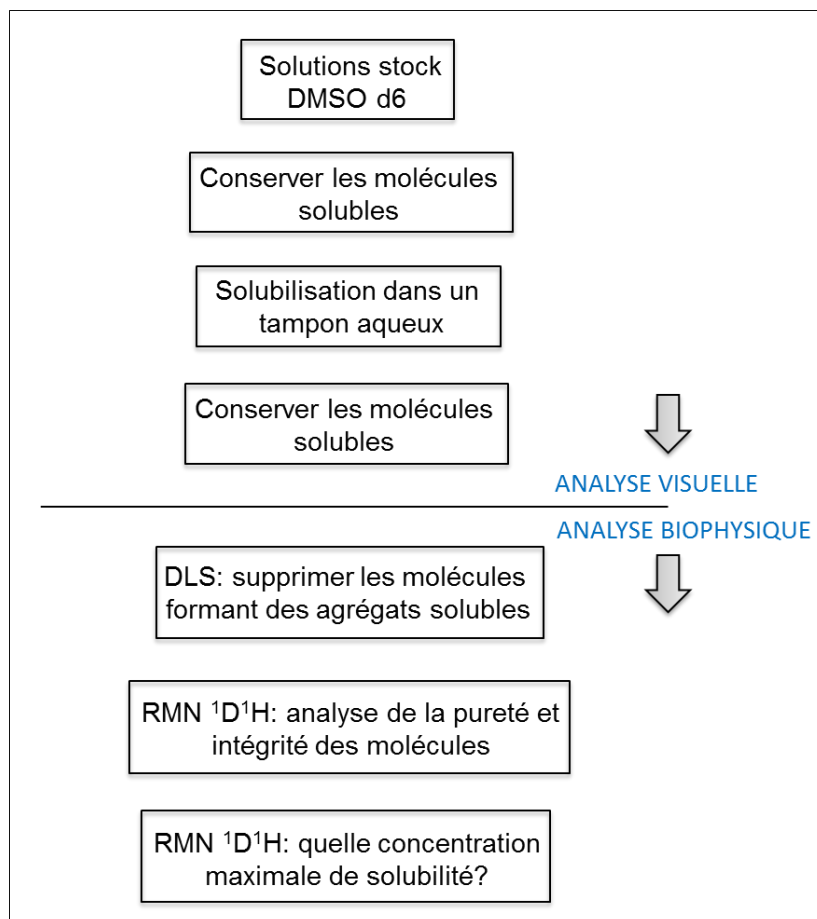 Solutions stock
DMSO d6
Conserver les molécules
solubles
Solubilisation dans un
tampon aqueux
Conserver les molécules
solubles
ANALYSE VISUELLE
ANALYSE BIOPHYSIQUE
DLS: supprimer les molécules
formant des agrégats solubles
RMN ¹D¹H: analyse de la pureté et
intégrité des molécules
RMN ¹D¹H: quelle concentration
maximale de solubilité?